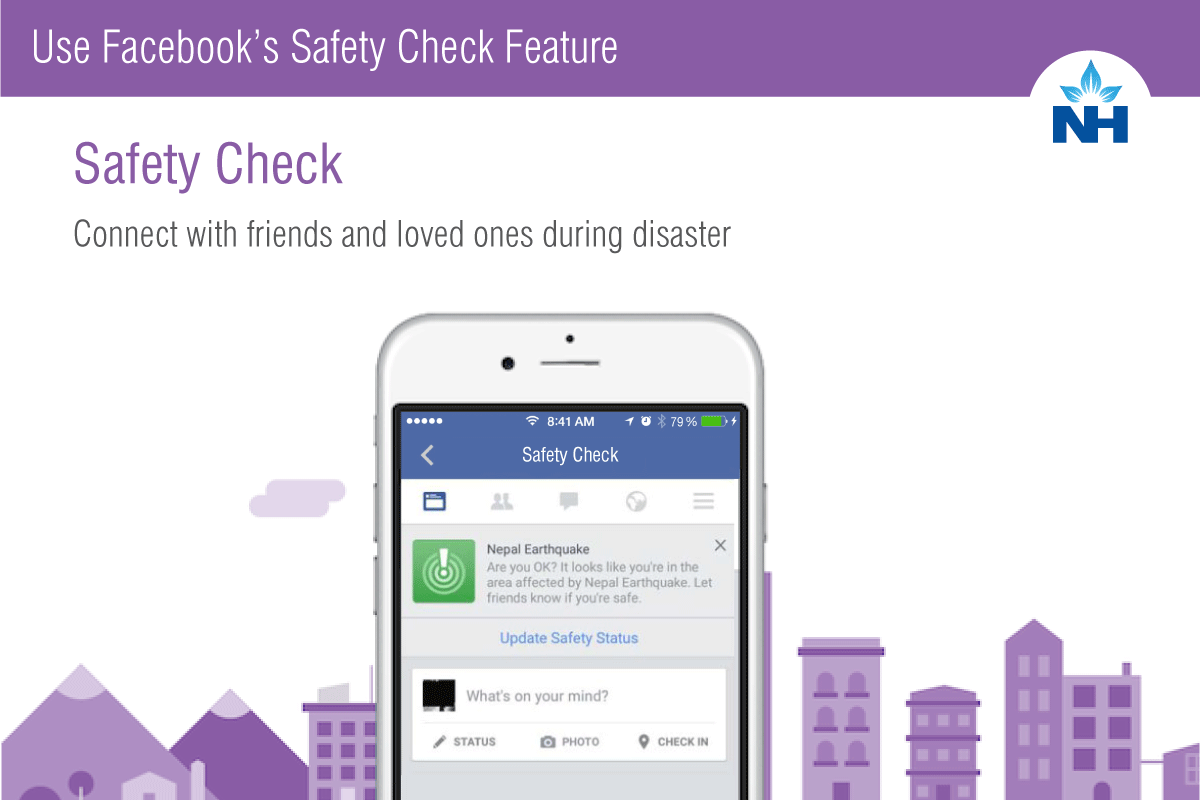 Use Facebook's Safety Check Feature
NH
Safety Check
Connect with friends and loved ones during disaster
8:41 AM
79 %
Safety Check
Nepal Earthquake
Are you OK? It looks like you're in the
area affected by Nepal Earthquake. Let
friends know if you're safe.
Update Safety Status
What's on your mind?
STATUS
PHOTO
CHECK IN